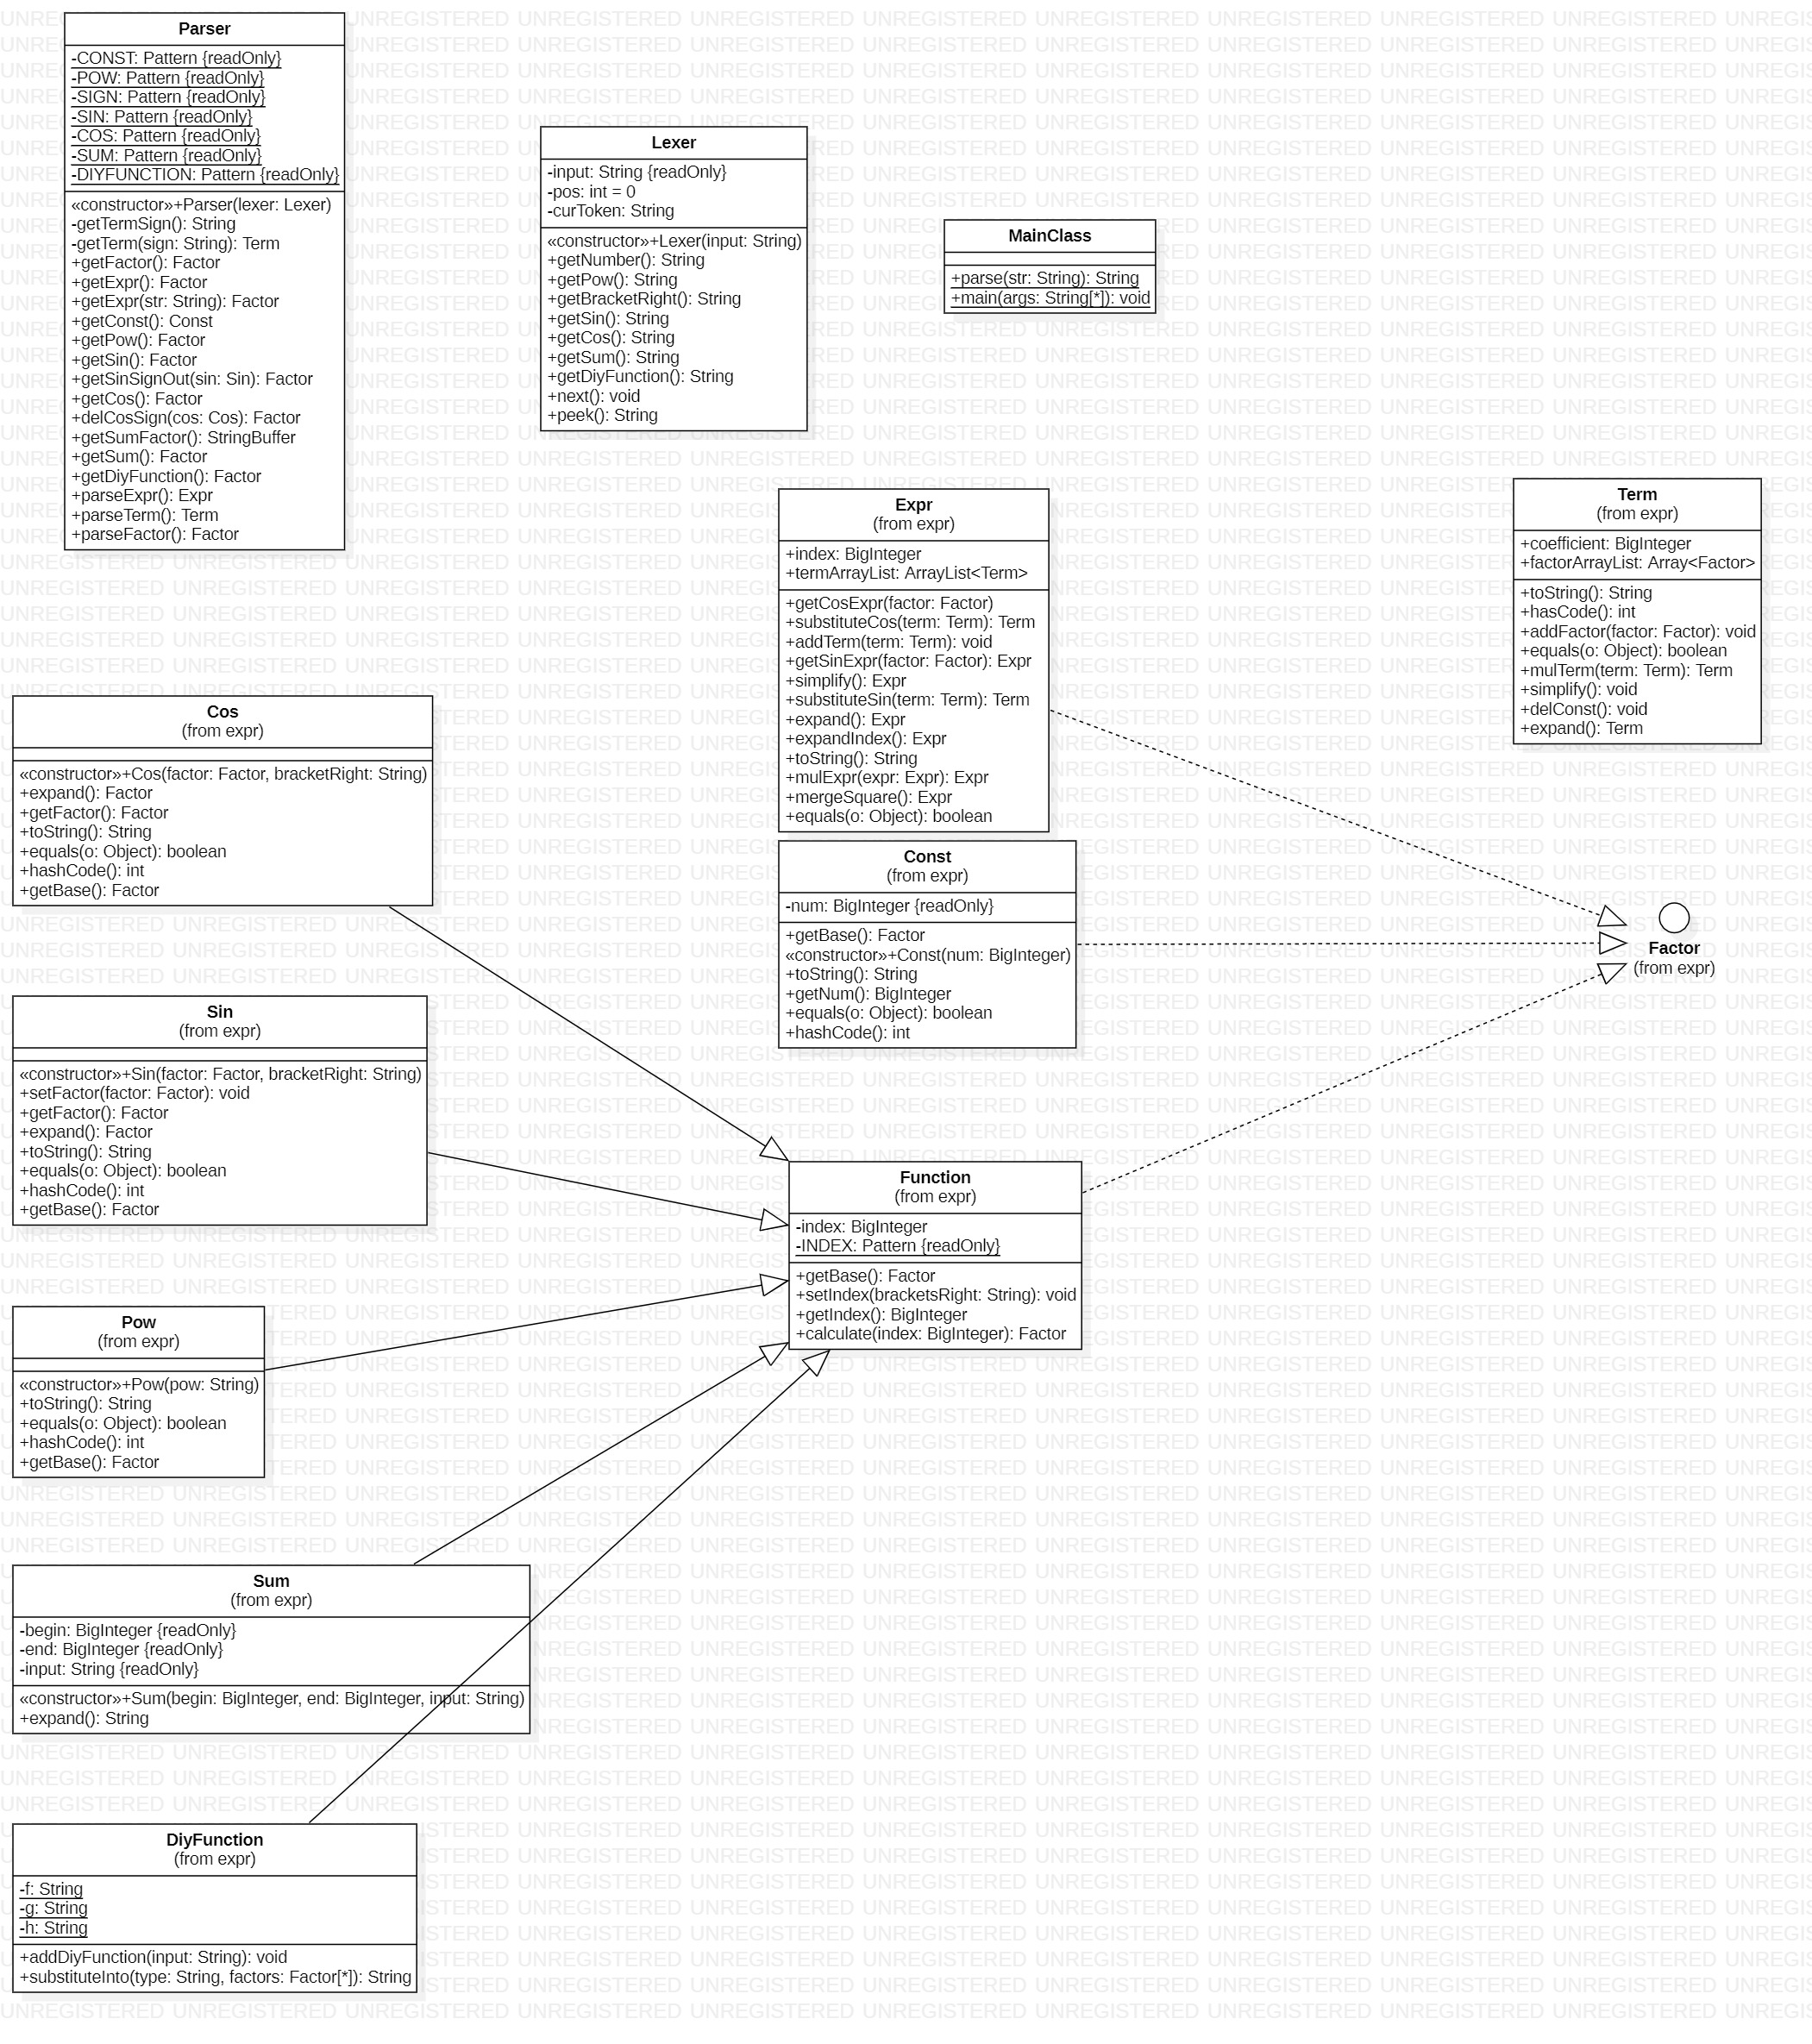 Parser
-CONST: Pattern {readOnly}
-POW: Pattern {readOnly}
-SIGN: Pattern {readOnly}
-SIN: Pattern {readOnly}
-COS: Pattern {readOnly}
-SUM: Pattern {readOnly}
-DIYFUNCTION: Pattern {readOnly}
«constructor»+Parser(lexer: Lexer)
-getTermSign(): String
-getTerm(sign: String): Term
+getFactor(): Factor
+getExpr(): Factor
+getExpr(str: String): Factor
+getConst(): Const
+getPow(): Factor
+getSin(): Factor
+getSinSignOut(sin: Sin): Factor
+getCos(): Factor
+delCosSign(cos: Cos): Factor
+getSumFactor(): StringBuffer
+getSum(): Factor
+getDiyFunction(): Factor
+parseExpr(): Expr
+parseTerm(): Term
+parseFactor(): Factor
Lexer
-input: String {readOnly}
-pos: int = 0
-curToken: String
«constructor»+Lexer(input: String)
+getNumber(): String
+getPow(): String
+getBracketRight(): String
+getSin(): String
+getCos(): String
+getSum(): String
+getDiyFunction(): String
+next(): void
+peek(): String
MainClass
+parse(str: String): String
+main(args: String[*]): void
Expr
(from expr)
+index: BigInteger
+termArrayList: ArrayList<Term>
+getCosExpr(factor: Factor)
+substituteCos(term: Term): Term
+addTerm(term: Term): void
+getSinExpr(factor: Factor): Expr
+simplify(): Expr
+substituteSin(term: Term): Term
+expand(): Expr
+expandIndex(): Expr
+toString(): String
+mulExpr(expr: Expr): Expr
+mergeSquare(): Expr
+equals(o: Object): boolean
Term
(from expr)
+coefficient: BigInteger
+factorArrayList: Array<Factor>
+toString(): String
+hasCode(): int
+addFactor(factor: Factor): void
+equals(o: Object): boolean
+mulTerm(term: Term): Term
+simplify(): void
+delConst(): void
+expand(): Term
Cos
(from expr)
«constructor»+Cos(factor: Factor, bracketRight: String)
+expand(): Factor
+getFactor(): Factor
+toString(): String
+equals(o: Object): boolean
+hashCode(): int
+getBase(): Factor
Const
(from expr)
-num: BigInteger {readOnly}
+getBase(): Factor
«constructor»+Const(num: BigInteger)
+toString(): String
+getNum(): BigInteger
+equals(o: Object): boolean
+hashCode(): int
Factor
(from expr)
Sin
(from expr)
«constructor»+Sin(factor: Factor, bracketRight: String)
+setFactor(factor: Factor): void
+getFactor(): Factor
+expand(): Factor
+toString(): String
+equals(o: Object): boolean
+hashCode(): int
+getBase(): Factor
Function
(from expr)
-index: BigInteger
-INDEX: Pattern {readOnly}
+getBase(): Factor
+setIndex(bracketsRight: String): void
+getIndex(): BigInteger
+calculate(index: BigInteger): Factor
Pow
(from expr)
«constructor»+Pow(pow: String)
+toString(): String
+equals(o: Object): boolean
+hashCode(): int
+getBase(): Factor
Sum
(from expr)
-begin: BigInteger {readOnly}
-end: BigInteger {readOnly}
-input: String {readOnly}
«constructor»+Sum(begin: BigInteger, end: BigInteger, input: String)
+expand(): String
DiyFunction
(from expr)
-f: String
-g: String
-h: String
+addDiyFunction(input: String): void
+substituteInto(type: String, factors: Factor[*]): String